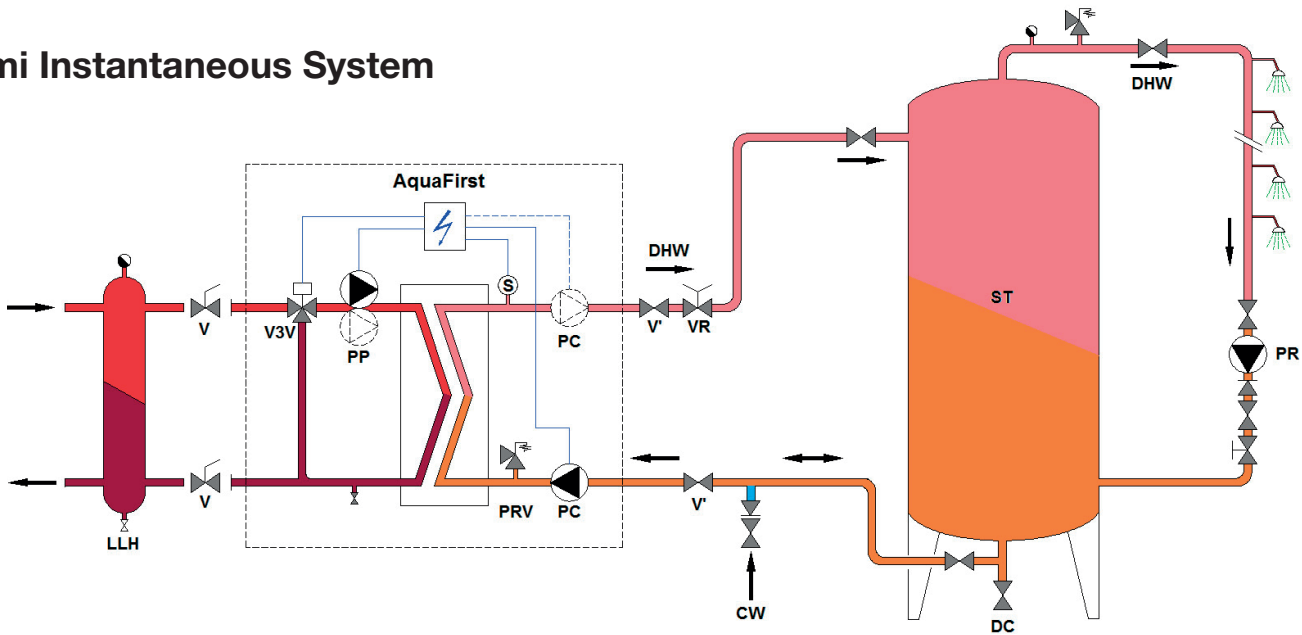 mi Instantaneous System
DHW
AquaFirst
DHW
S
ST
V
V3V
PP
PC
V'
VR
PR
V
PRV
PC
V'
LLH
CW
DC